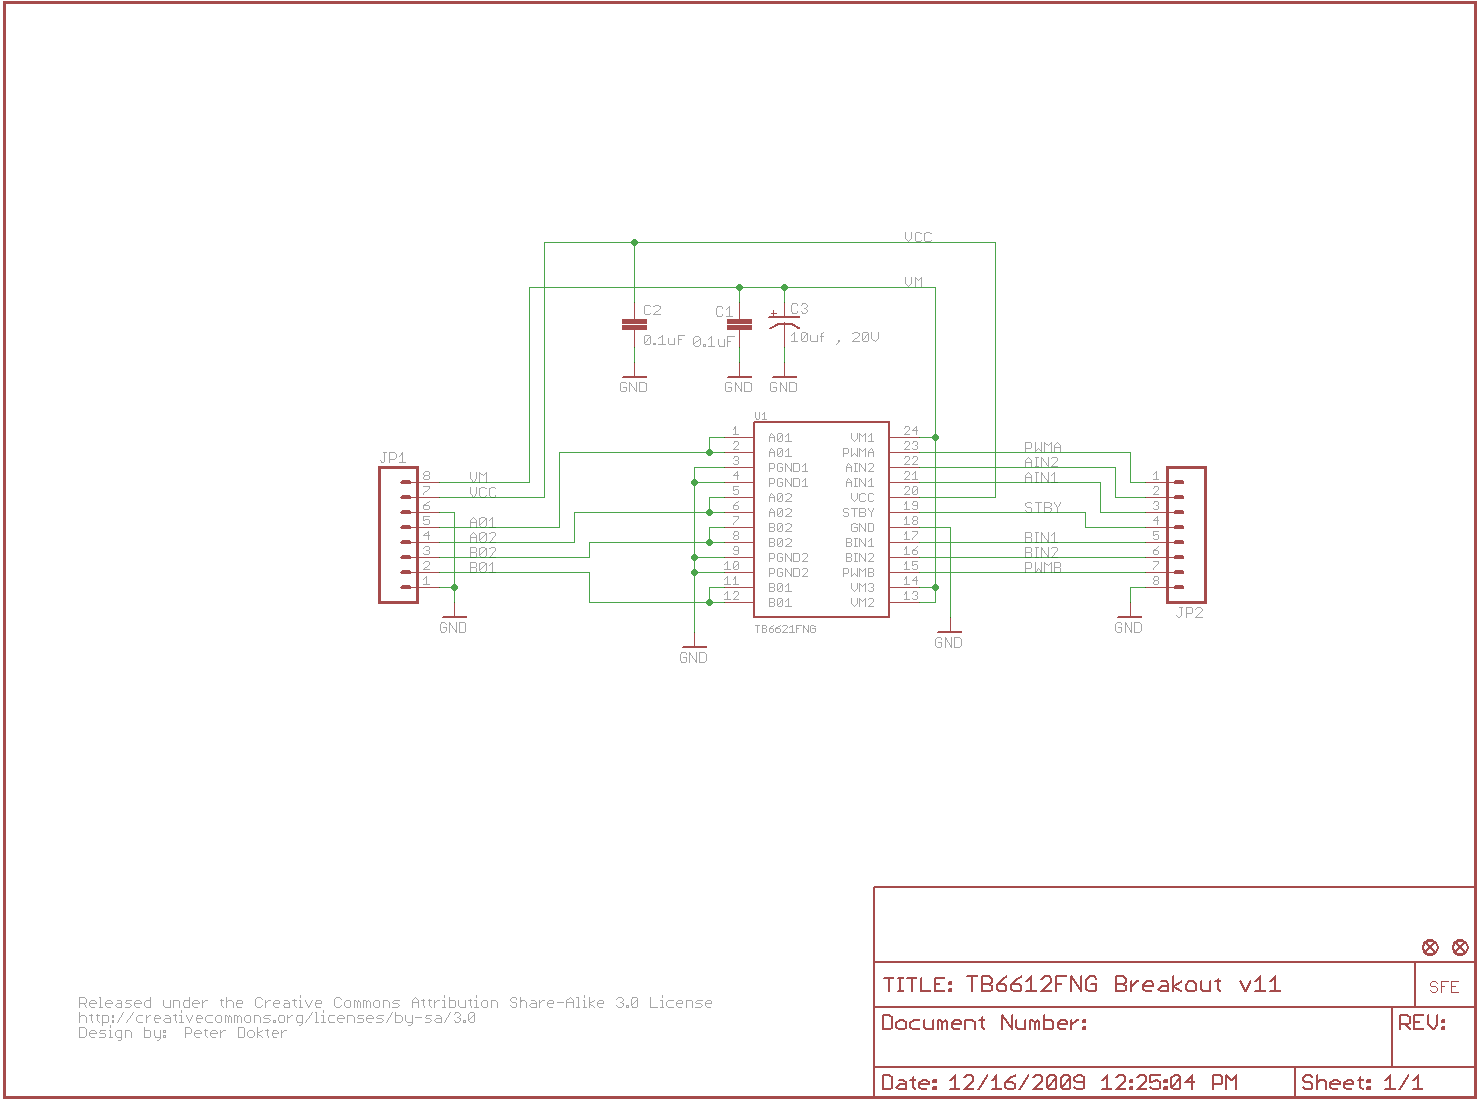 VCC
VM
C2
0.1uF
C1
0.1uF
C3
+
10uf , 20V
GND
GND
GND
U1
1 A01 VM1 24
2 A01 PWMA 23
3 PGND1 AIN2 22
4 PGND1 AIN1 21
5 A02 VCC 20
6 A02 STBY 19
7 B02 GND 18
8 B02 BIN1 17
9 PGND2 BIN2 16
10 PGND2 PWMB 15
11 B01 VM3 14
12 B01 VM2 13
TB6621FNG
JP1
8 VM
7 VCC
6
5 A01
4 A02
3 B02
2 B01
1
GND
GND
GND
PWMA 1
AIN2 2
AIN1 3
STBY 4
BIN1 5
BIN2 6
PWMB 7
8
JP2
GND
Released under the Creative Commons Attribution Share-Alike 3.0 License
http://creativecommons.org/licenses/by-sa/3.0
Design by: Peter Dokter
TITLE: TB6612FNG Breakout v11
SFE
Document Number:
REV:
Date: 12/16/2009 12:25:04 PM
Sheet: 1/1